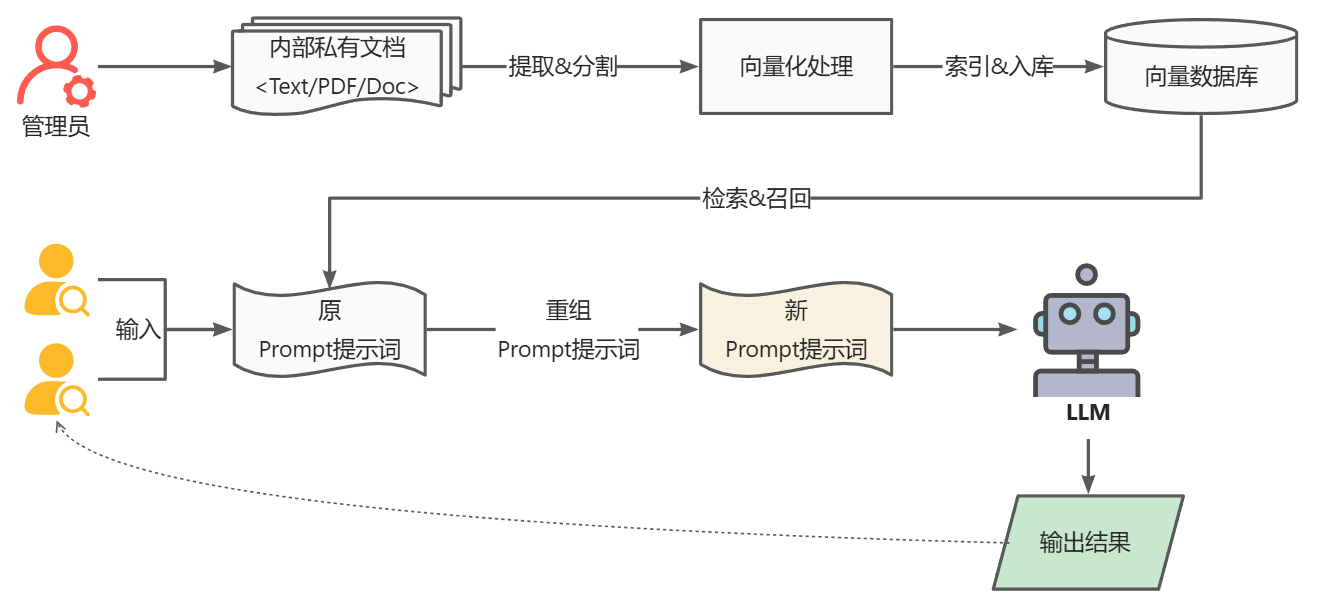 内部私有文档
<Text/PDF/Doc>
提取&分割
向量化处理
索引&入库
向量数据库
管理员
检索&召回
输入
原
Prompt提示词
重组
Prompt提示词
新
Prompt提示词
LLM
输出结果